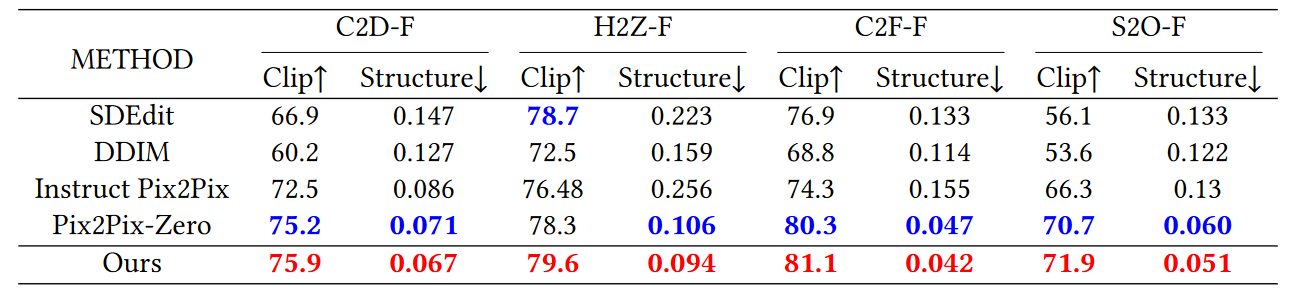 METHOD C2D-F H2Z-F C2F-F S2O-F
Clip↑ Structure↓ Clip↑ Structure↓ Clip↑ Structure↓ Clip↑ Structure↓
SDEdit 66.9 0.147 78.7 0.223 76.9 0.133 56.1 0.133
DDIM 60.2 0.127 72.5 0.159 68.8 0.114 53.6 0.122
Instruct Pix2Pix 72.5 0.086 76.48 0.256 74.3 0.155 66.3 0.13
Pix2Pix-Zero 75.2 0.071 78.3 0.106 80.3 0.047 70.7 0.060
Ours 75.9 0.067 79.6 0.094 81.1 0.042 71.9 0.051